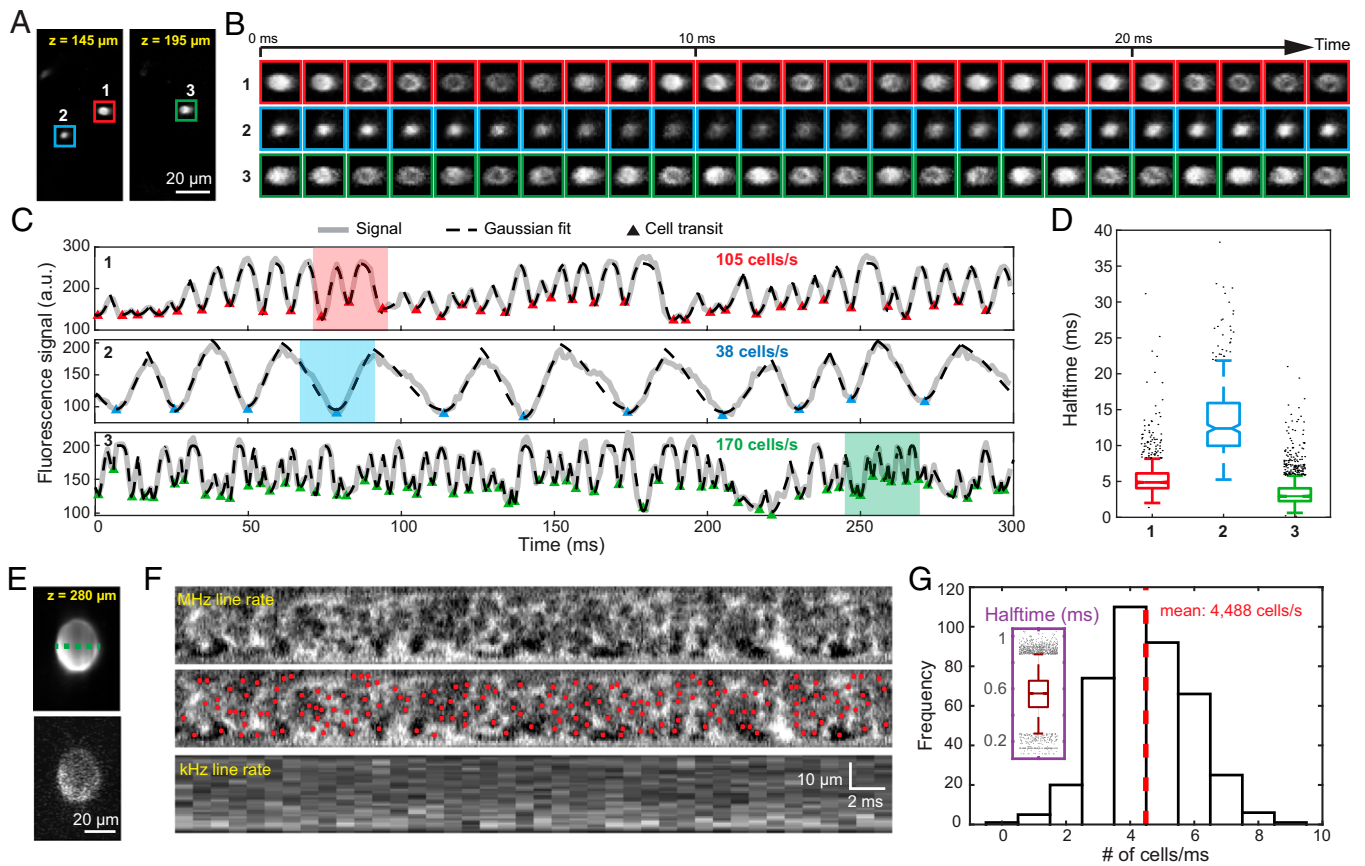 A
z = 145 µm
z = 195 µm
1
2
3
20 µm
B
0 ms
10 ms
20 ms
Time
1
2
3
C
Signal
Gaussian fit
Cell transit
Fluorescence signal (a.u.)
300
200
100
1
105 cells/s
200
150
100
2
38 cells/s
200
150
100
3
170 cells/s
0
50
100
150
200
250
300
Time (ms)
D
Halftime (ms)
40
35
30
25
20
15
10
5
0
1
2
3
E
z = 280 µm
20 µm
F
MHz line rate
kHz line rate
10 µm
2 ms
G
Frequency
120
100
80
60
40
20
0
Halftime (ms)
1
0.6
0.2
mean: 4,488 cells/s
0
2
4
6
8
10
# of cells/ms